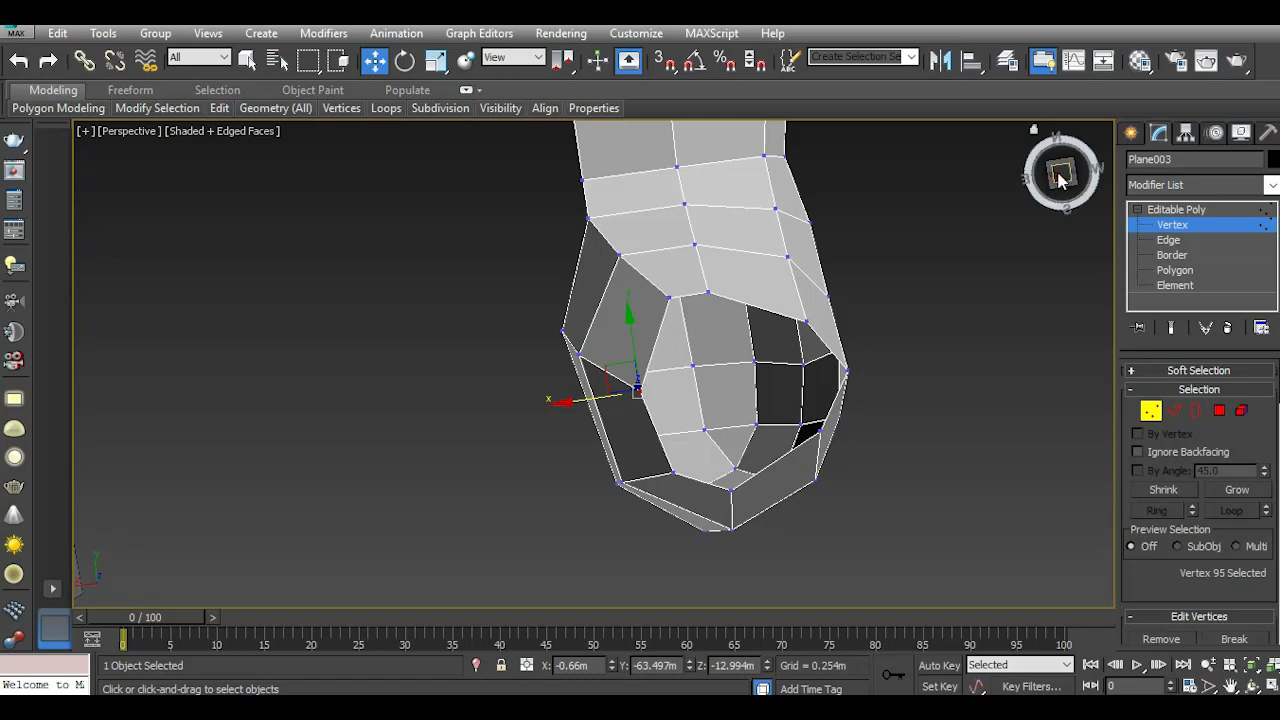 MAX Edit Tools Group Views Create Modifiers Animation Graph Editors Rendering Customize MAXScript Help
All View 3 ABC Create Selection Se
Modeling Freeform Selection Object Paint Populate
Polygon Modeling Modify Selection Edit Geometry (All) Vertices Loops Subdivision Visibility Align Properties
[+] [Perspective] [Shaded + Edged Faces]
Plane003
Modifier List
Editable Poly
Vertex
Edge
Border
Polygon
Element
Soft Selection
Selection
By Vertex
Ignore Backfacing
By Angle: 45.0
Shrink Grow
Ring Loop
Preview Selection
Off SubObj Multi
Vertex 95 Selected
Edit Vertices
Remove Break
x
0 / 100
0 5 10 15 20 25 30 35 40 45 50 55 60 65 70 75 80 85 90 95 100
1 Object Selected X: -0.66m Y: -63.497m Z: -12.994m Grid = 0.254m Auto Key Selected
Welcome to M Click or click-and-drag to select objects Add Time Tag Set Key Key Filters... 0